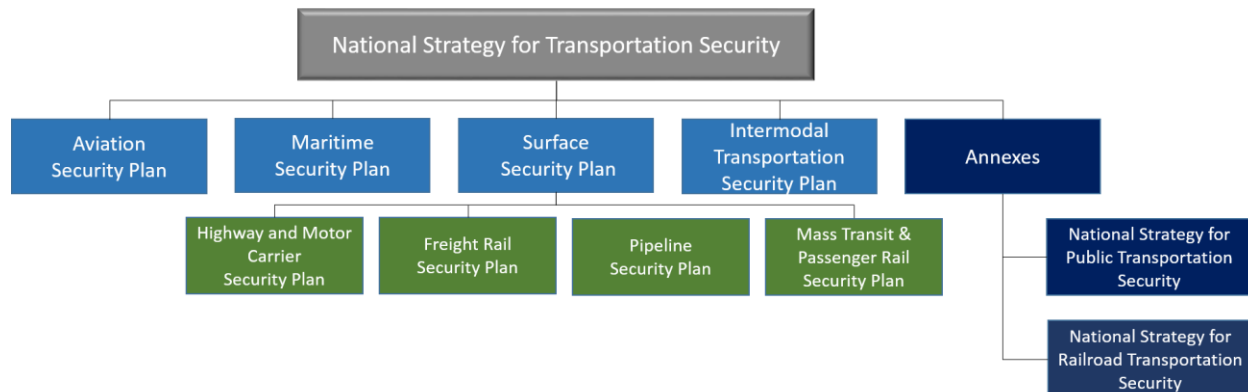 National Strategy for Transportation Security
Aviation
Security Plan
Maritime
Security Plan
Surface
Security Plan
Intermodal
Transportation
Security Plan
Annexes
Highway and Motor
Carrier
Security Plan
Freight Rail
Security Plan
Pipeline
Security Plan
Mass Transit &
Passenger Rail
Security Plan
National Strategy for
Public Transportation
Security
National Strategy for
Railroad Transportation
Security